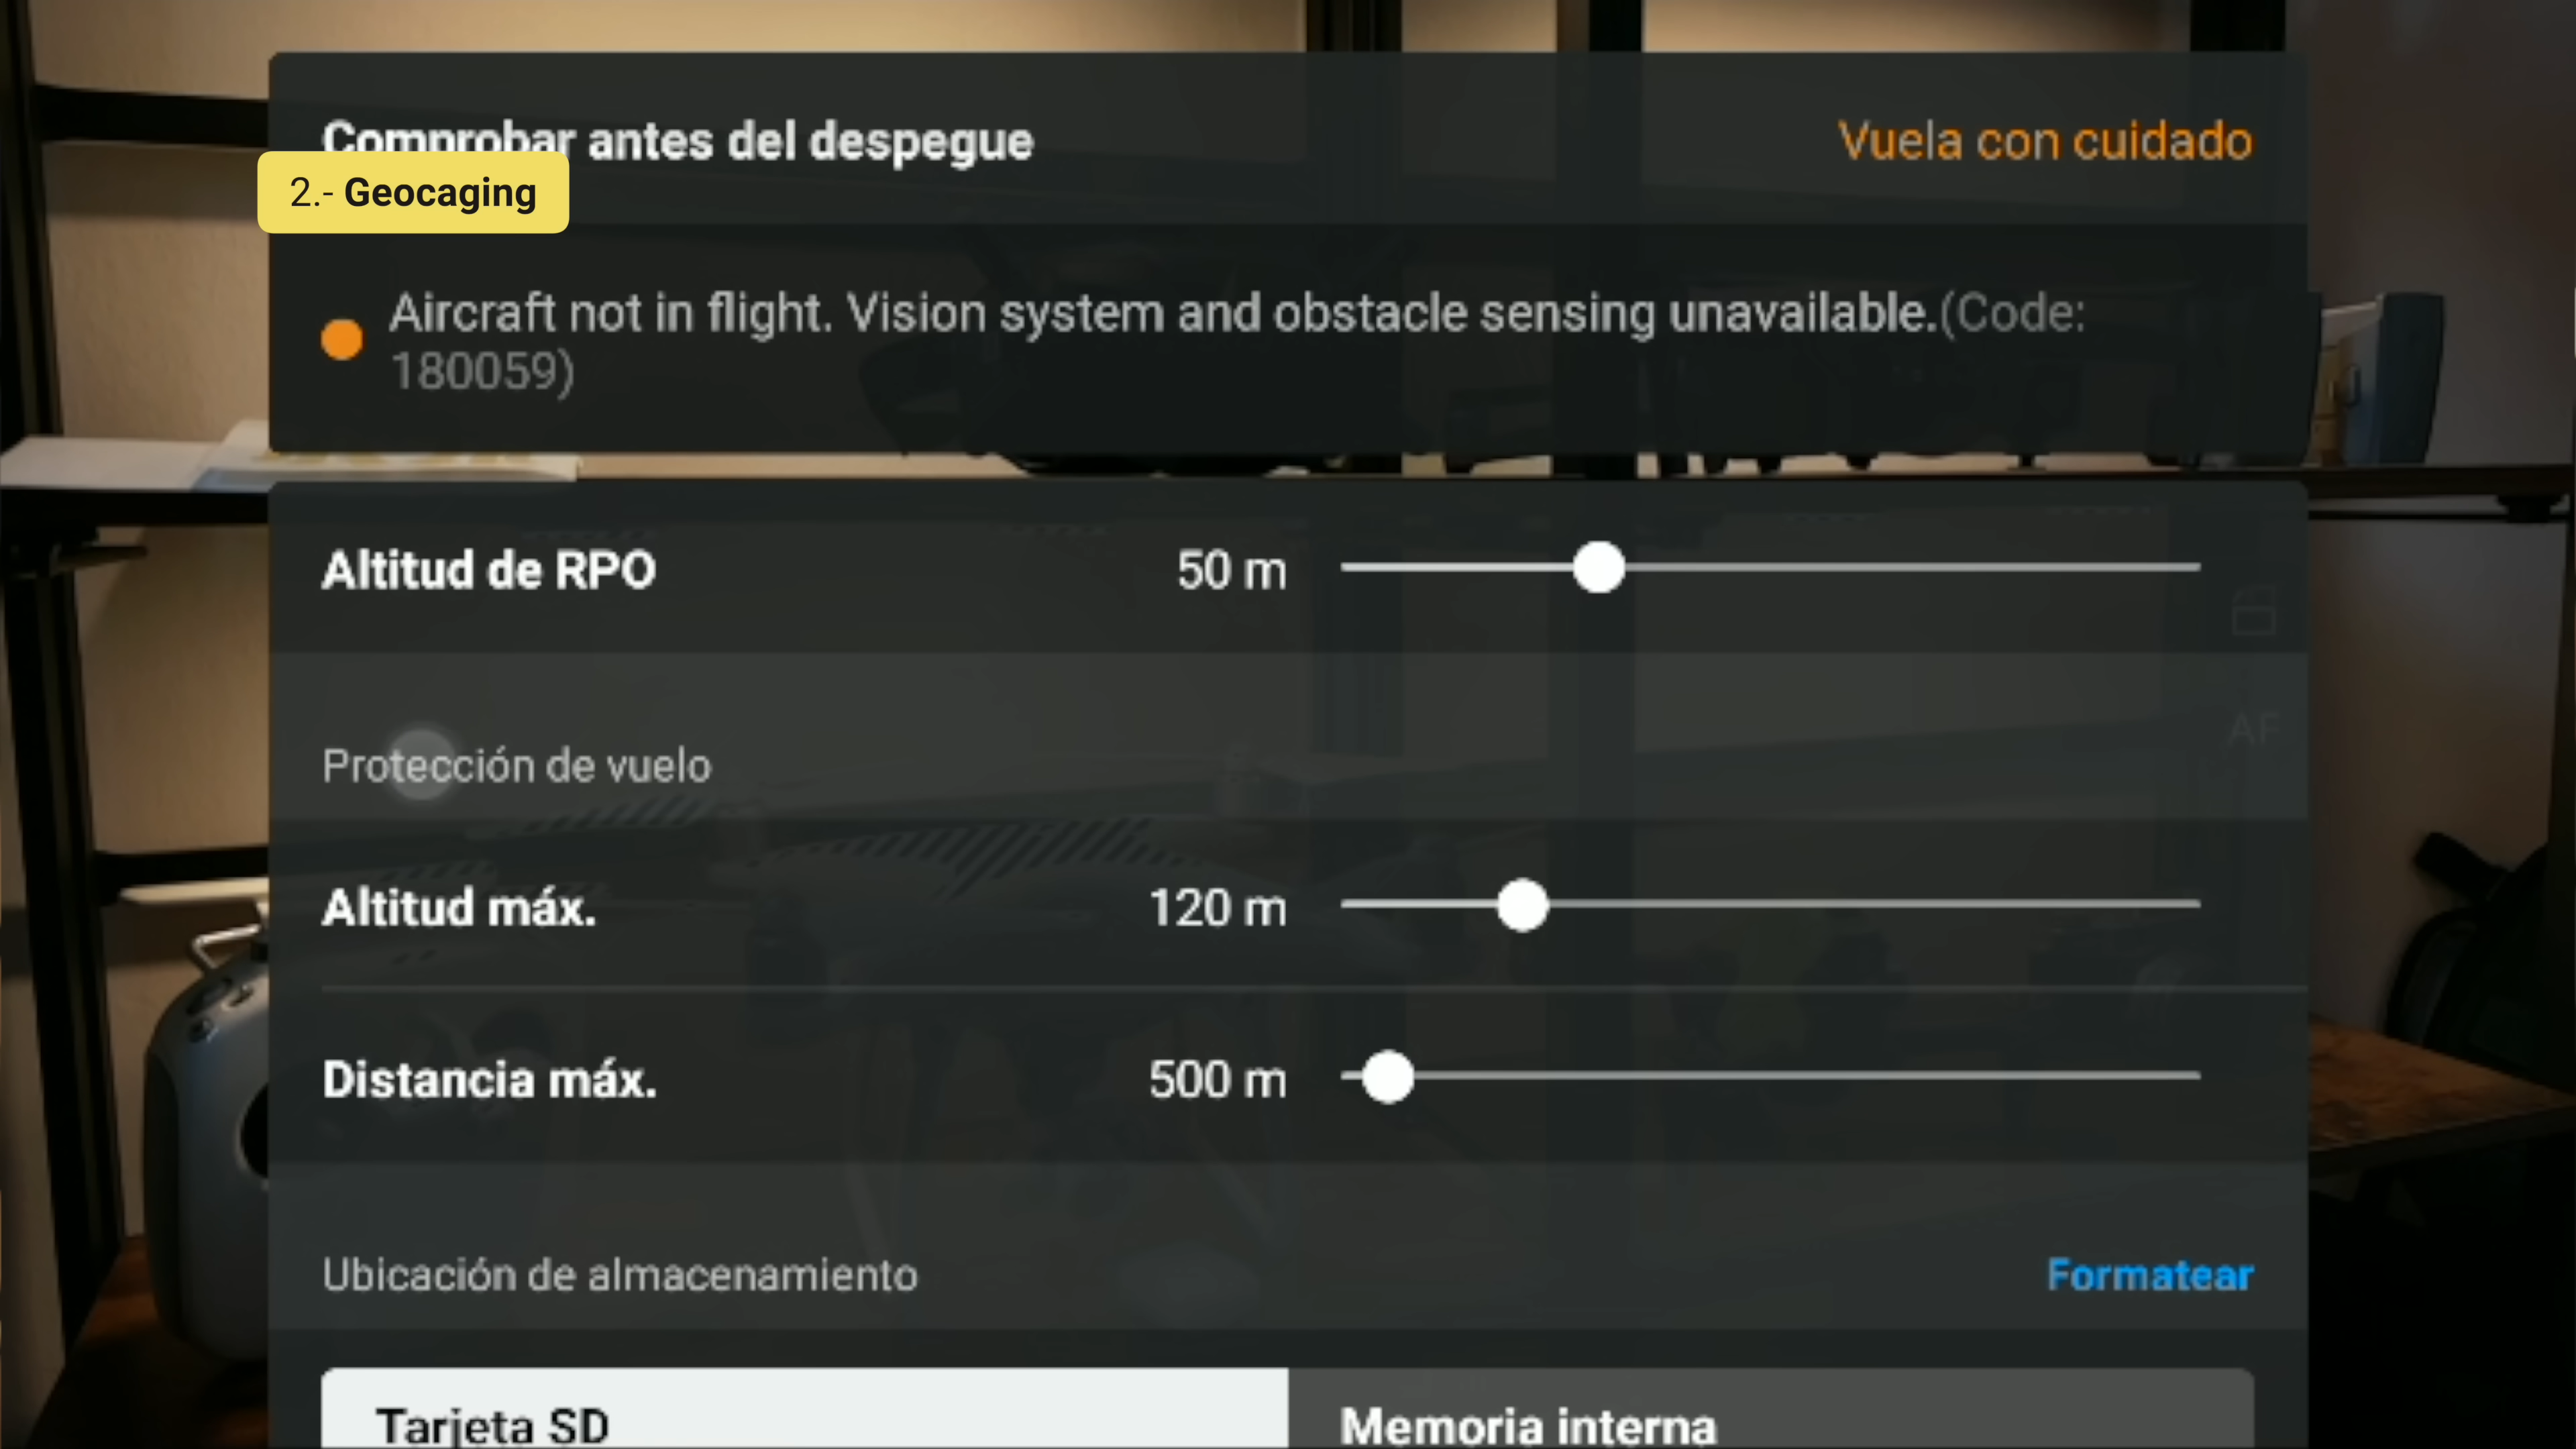 Comprobar antes del despegue
Vuela con cuidado
2.- Geocaging
Aircraft not in flight. Vision system and obstacle sensing unavailable.(Code:
180059)
Altitud de RPO
50 m
Protección de vuelo
AF
Altitud máx.
120 m
Distancia máx.
500 m
Ubicación de almacenamiento
Formatear
Tarjeta SD
Memoria interna